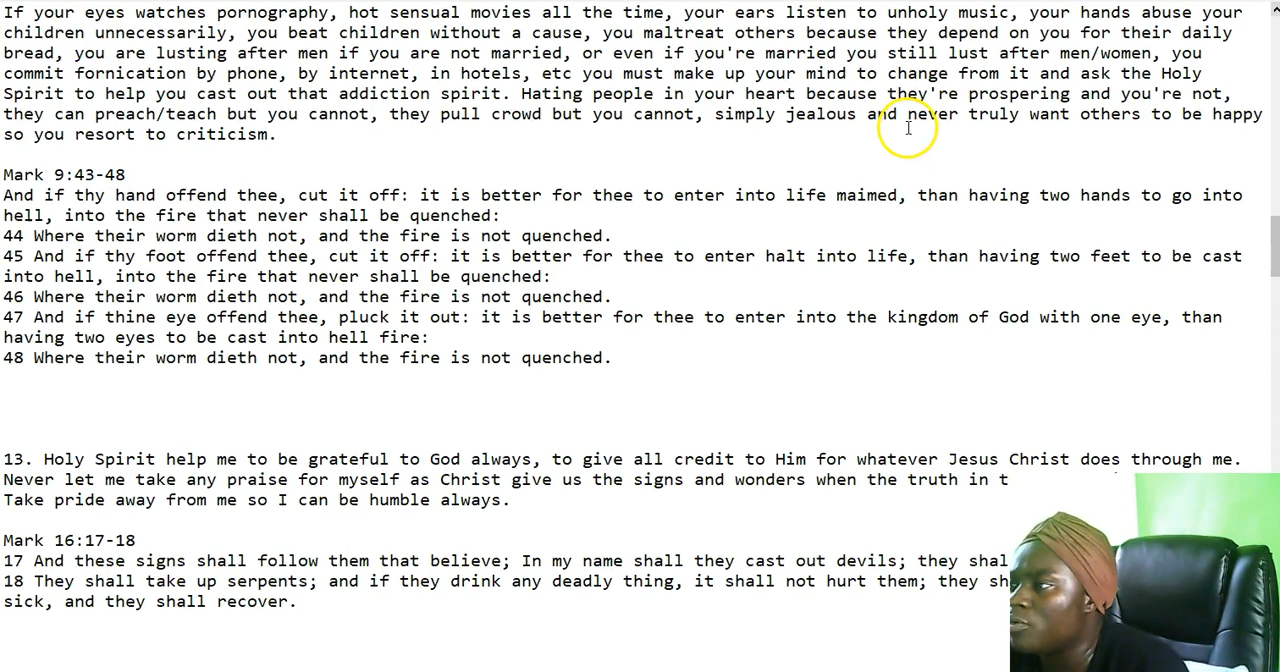 If your eyes watches pornography, hot sensual movies all the time, your ears listen to unholy music, your hands abuse your
children unnecessarily, you beat children without a cause, you maltreat others because they depend on you for their daily
bread, you are lusting after men if you are not married, or even if you're married you still lust after men/women, you
commit fornication by phone, by internet, in hotels, etc you must make up your mind to change from it and ask the Holy
Spirit to help you cast out that addiction spirit. Hating people in your heart because they're prospering and you're not,
they can preach/teach but you cannot, they pull crowd but you cannot, simply jealous and never truly want others to be happy
so you resort to criticism.
Mark 9:43-48
And if thy hand offend thee, cut it off: it is better for thee to enter into life maimed, than having two hands to go into
hell, into the fire that never shall be quenched:
44 Where their worm dieth not, and the fire is not quenched.
45 And if thy foot offend thee, cut it off: it is better for thee to enter halt into life, than having two feet to be cast
into hell, into the fire that never shall be quenched:
46 Where their worm dieth not, and the fire is not quenched.
47 And if thine eye offend thee, pluck it out: it is better for thee to enter into the kingdom of God with one eye, than
having two eyes to be cast into hell fire:
48 Where their worm dieth not, and the fire is not quenched.
13. Holy Spirit help me to be grateful to God always, to give all credit to Him for whatever Jesus Christ does through me.
Never let me take any praise for myself as Christ give us the signs and wonders when the truth in
Take pride away from me so I can be humble always.
Mark 16:17-18
17 And these signs shall follow them that believe; In my name shall they cast out devils; they
18 They shall take up serpents; and if they drink any deadly thing, it shall not hurt them; they
sick, and they shall recover.